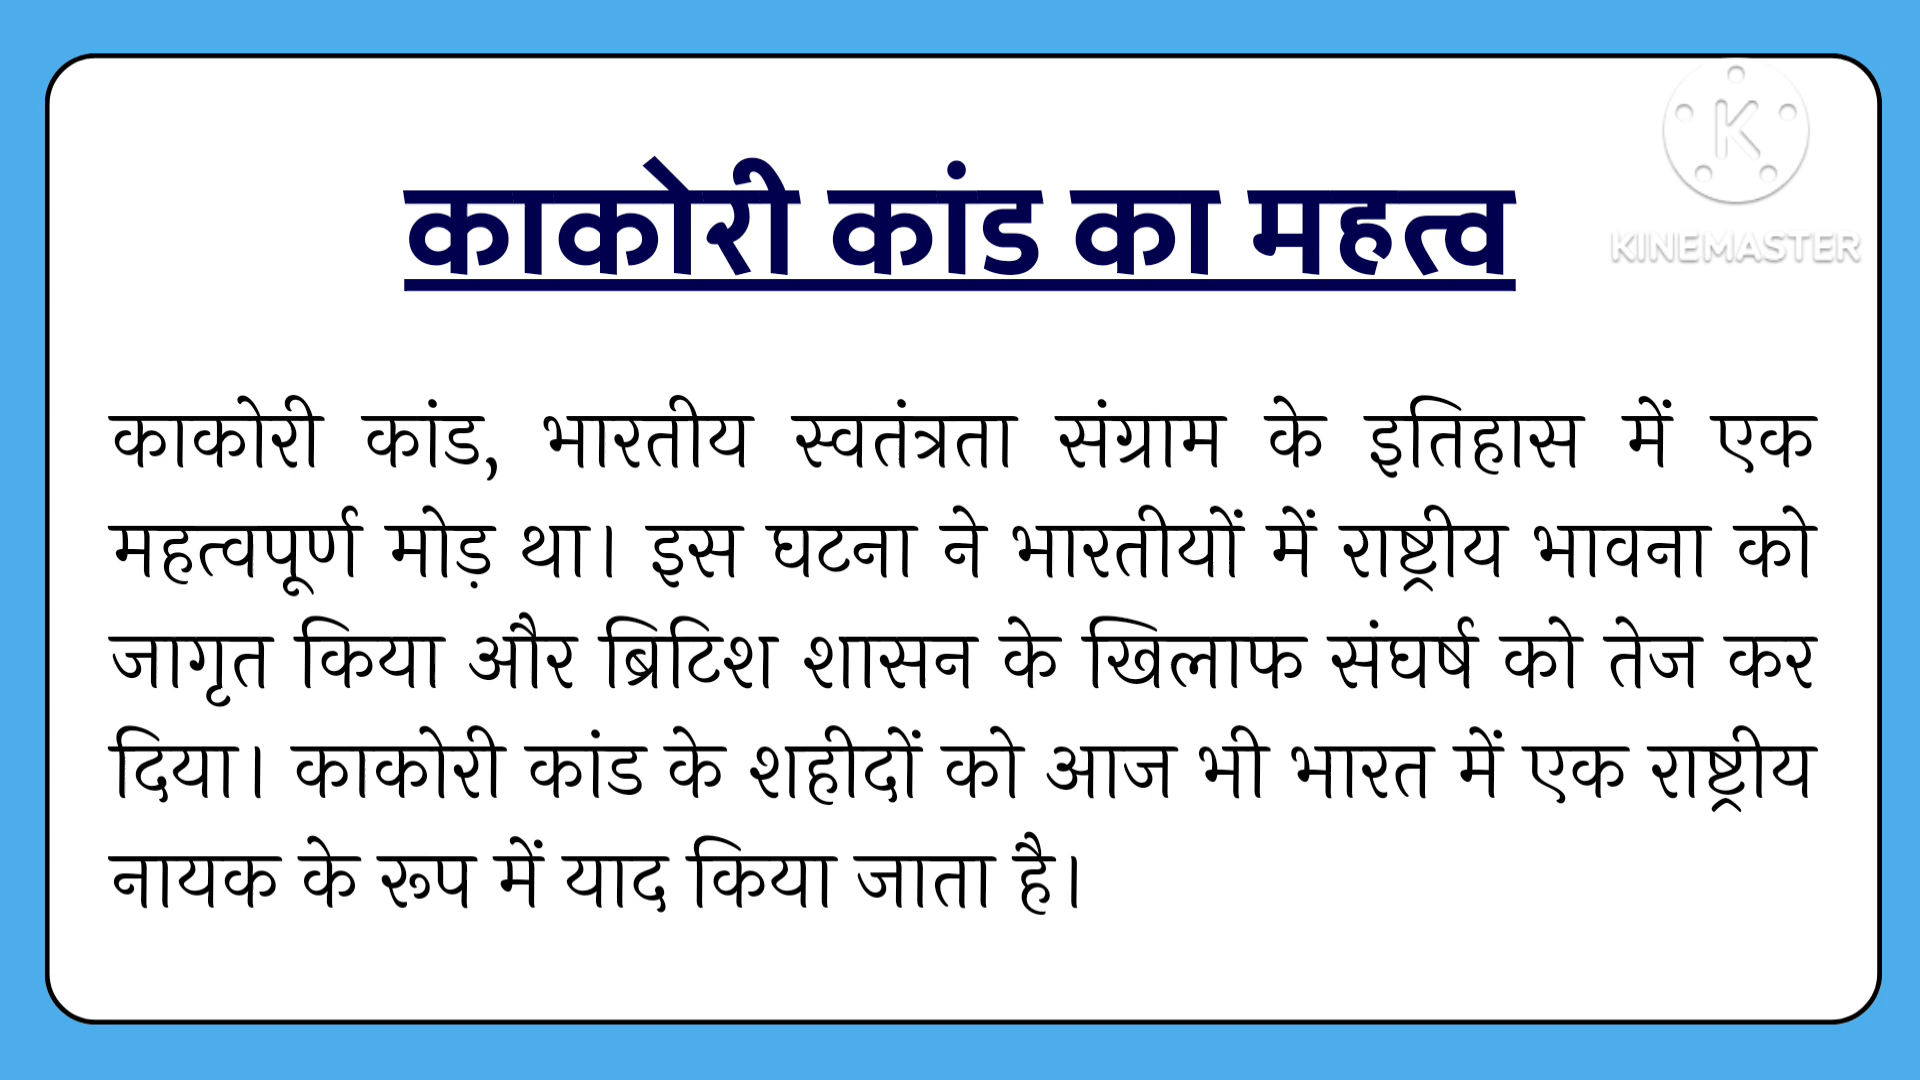 काकोरी कांड का महत्व
K
KINEMASTER
काकोरी कांड, भारतीय स्वतंत्रता संग्राम के इतिहास में एक
महत्वपूर्ण मोड़ था। इस घटना ने भारतीयों में राष्ट्रीय भावना को
जागृत किया और ब्रिटिश शासन के खिलाफ संघर्ष को तेज कर
दिया। काकोरी कांड के शहीदों को आज भी भारत में एक राष्ट्रीय
नायक के रूप में याद किया जाता है।